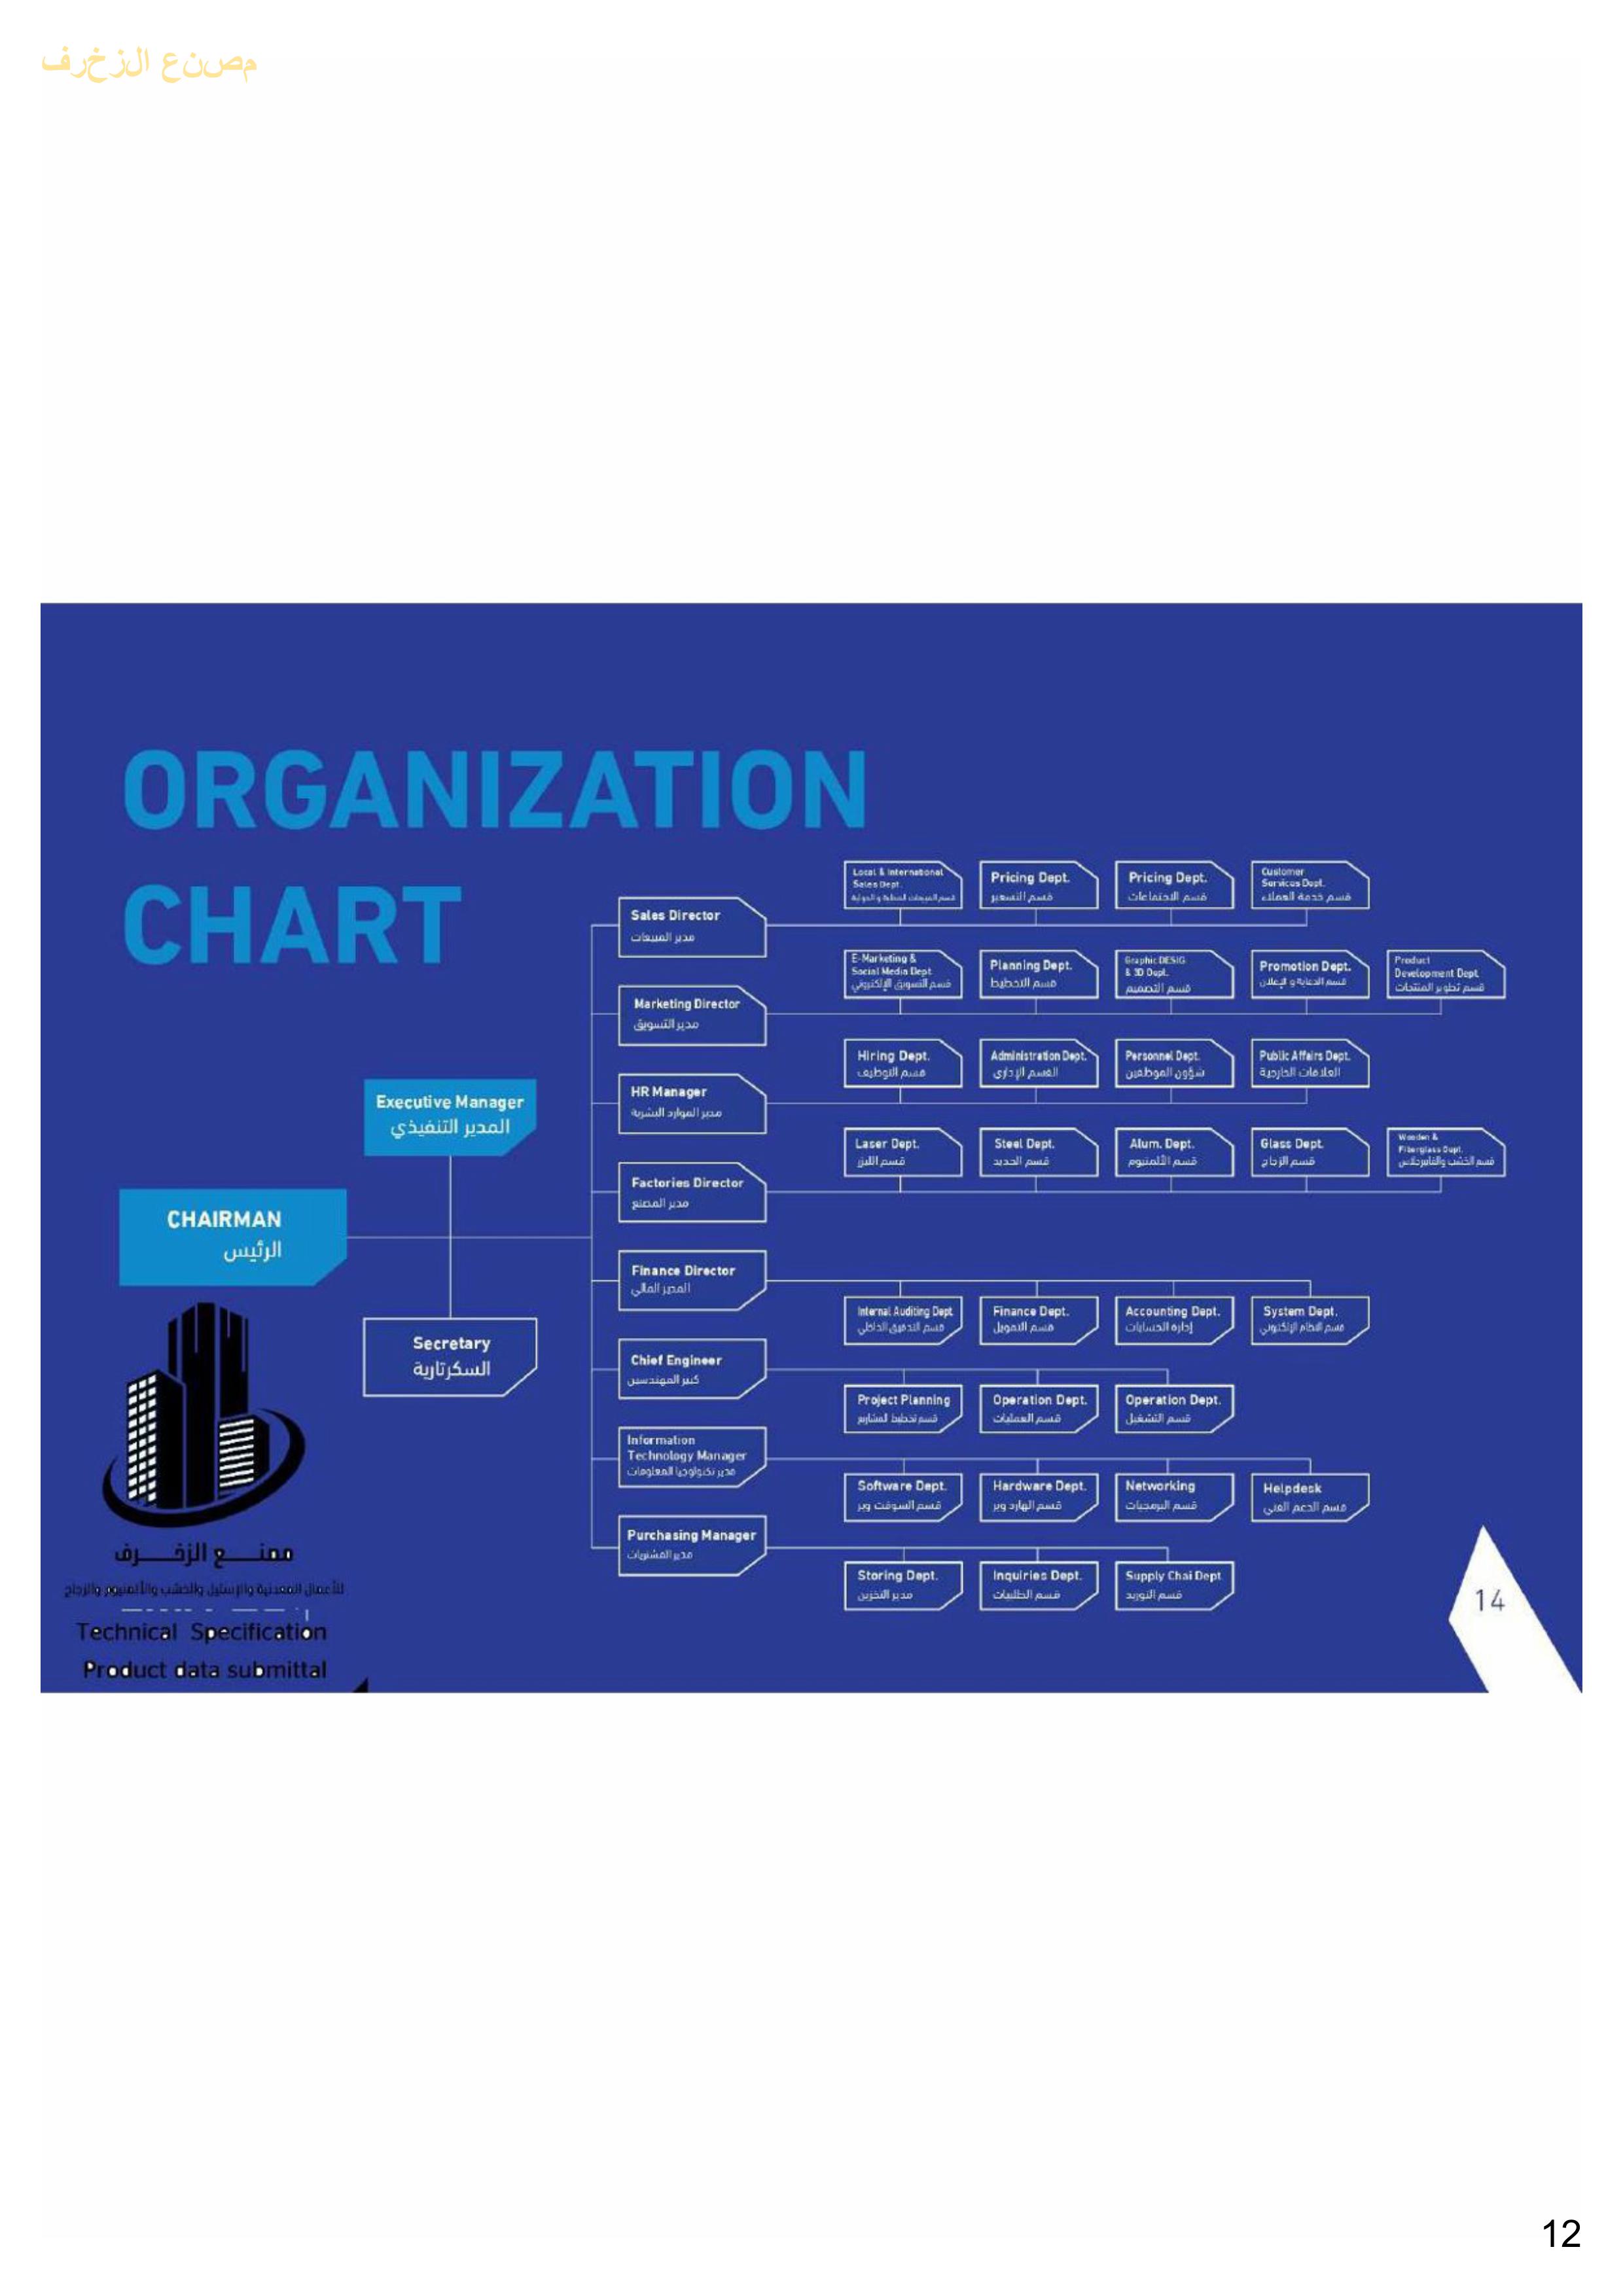 مصنع الزخرف
ORGANIZATION
CHART
CHAIRMAN
الرئيس
Executive Manager
المدير التنفيذي
Secretary
السكرتارية
Sales Director
مدير المبيعات
Local & International
Sales Dept.
Pricing Dept.
قسم التسعير
Pricing Dept.
قسم الاجتماعات
Customer
Services Dept.
قسم خدمة العملاء
Marketing Director
مدير التسويق
E-Marketing &
Social Media Dept
قسم التسويق الإلكتروني
Planning Dept.
قسم التخطيط
Graphic DESIG
& 3D Dept.
قسم التصميم
Promotion Dept.
قسم الدعاية و الإعلان
Product
Development Dept
قسم تطوير المنتجات
HR Manager
مدير الموارد البشرية
Hiring Dept.
قسم التوظيف
Administration Dept.
القسم الإداري
Personnel Dept.
شؤون الموظفين
Public Affairs Dept.
العلاقات الخارجية
Factories Director
مدير المصنع
Laser Dept.
قسم الليزر
Steel Dept.
قسم الحديد
Alum. Dept.
قسم الألمنيوم
Glass Dept.
قسم الزجاج
Wooden &
Fiberglass Dept.
قسم الخشب والفايبرجلاس
Finance Director
المدير المالي
Internal Auditing Dept
قسم التدقيق الداخلي
Finance Dept.
قسم التمويل
Accounting Dept.
إدارة الحسابات
System Dept.
قسم النظام الإلكتروني
Chief Engineer
كبير المهندسين
Project Planning
قسم تخطيط المشاريع
Operation Dept.
قسم العمليات
Operation Dept.
قسم التشغيل
Information
Technology Manager
مدير تكنولوجيا المعلومات
Software Dept.
قسم السوفت وير
Hardware Dept.
قسم الهارد وير
Networking
قسم البرمجيات
Helpdesk
قسم الدعم الفني
Purchasing Manager
مدير المشتريات
Storing Dept.
مدير التخزين
Inquiries Dept.
قسم الطلبيات
Supply Chai Dept
قسم التوريد
مصنع الزخرف
للأعمال المعدنية والإستيل والخشب والألمنيوم والزجاج
Technical Specification
Product data submittal
14
12